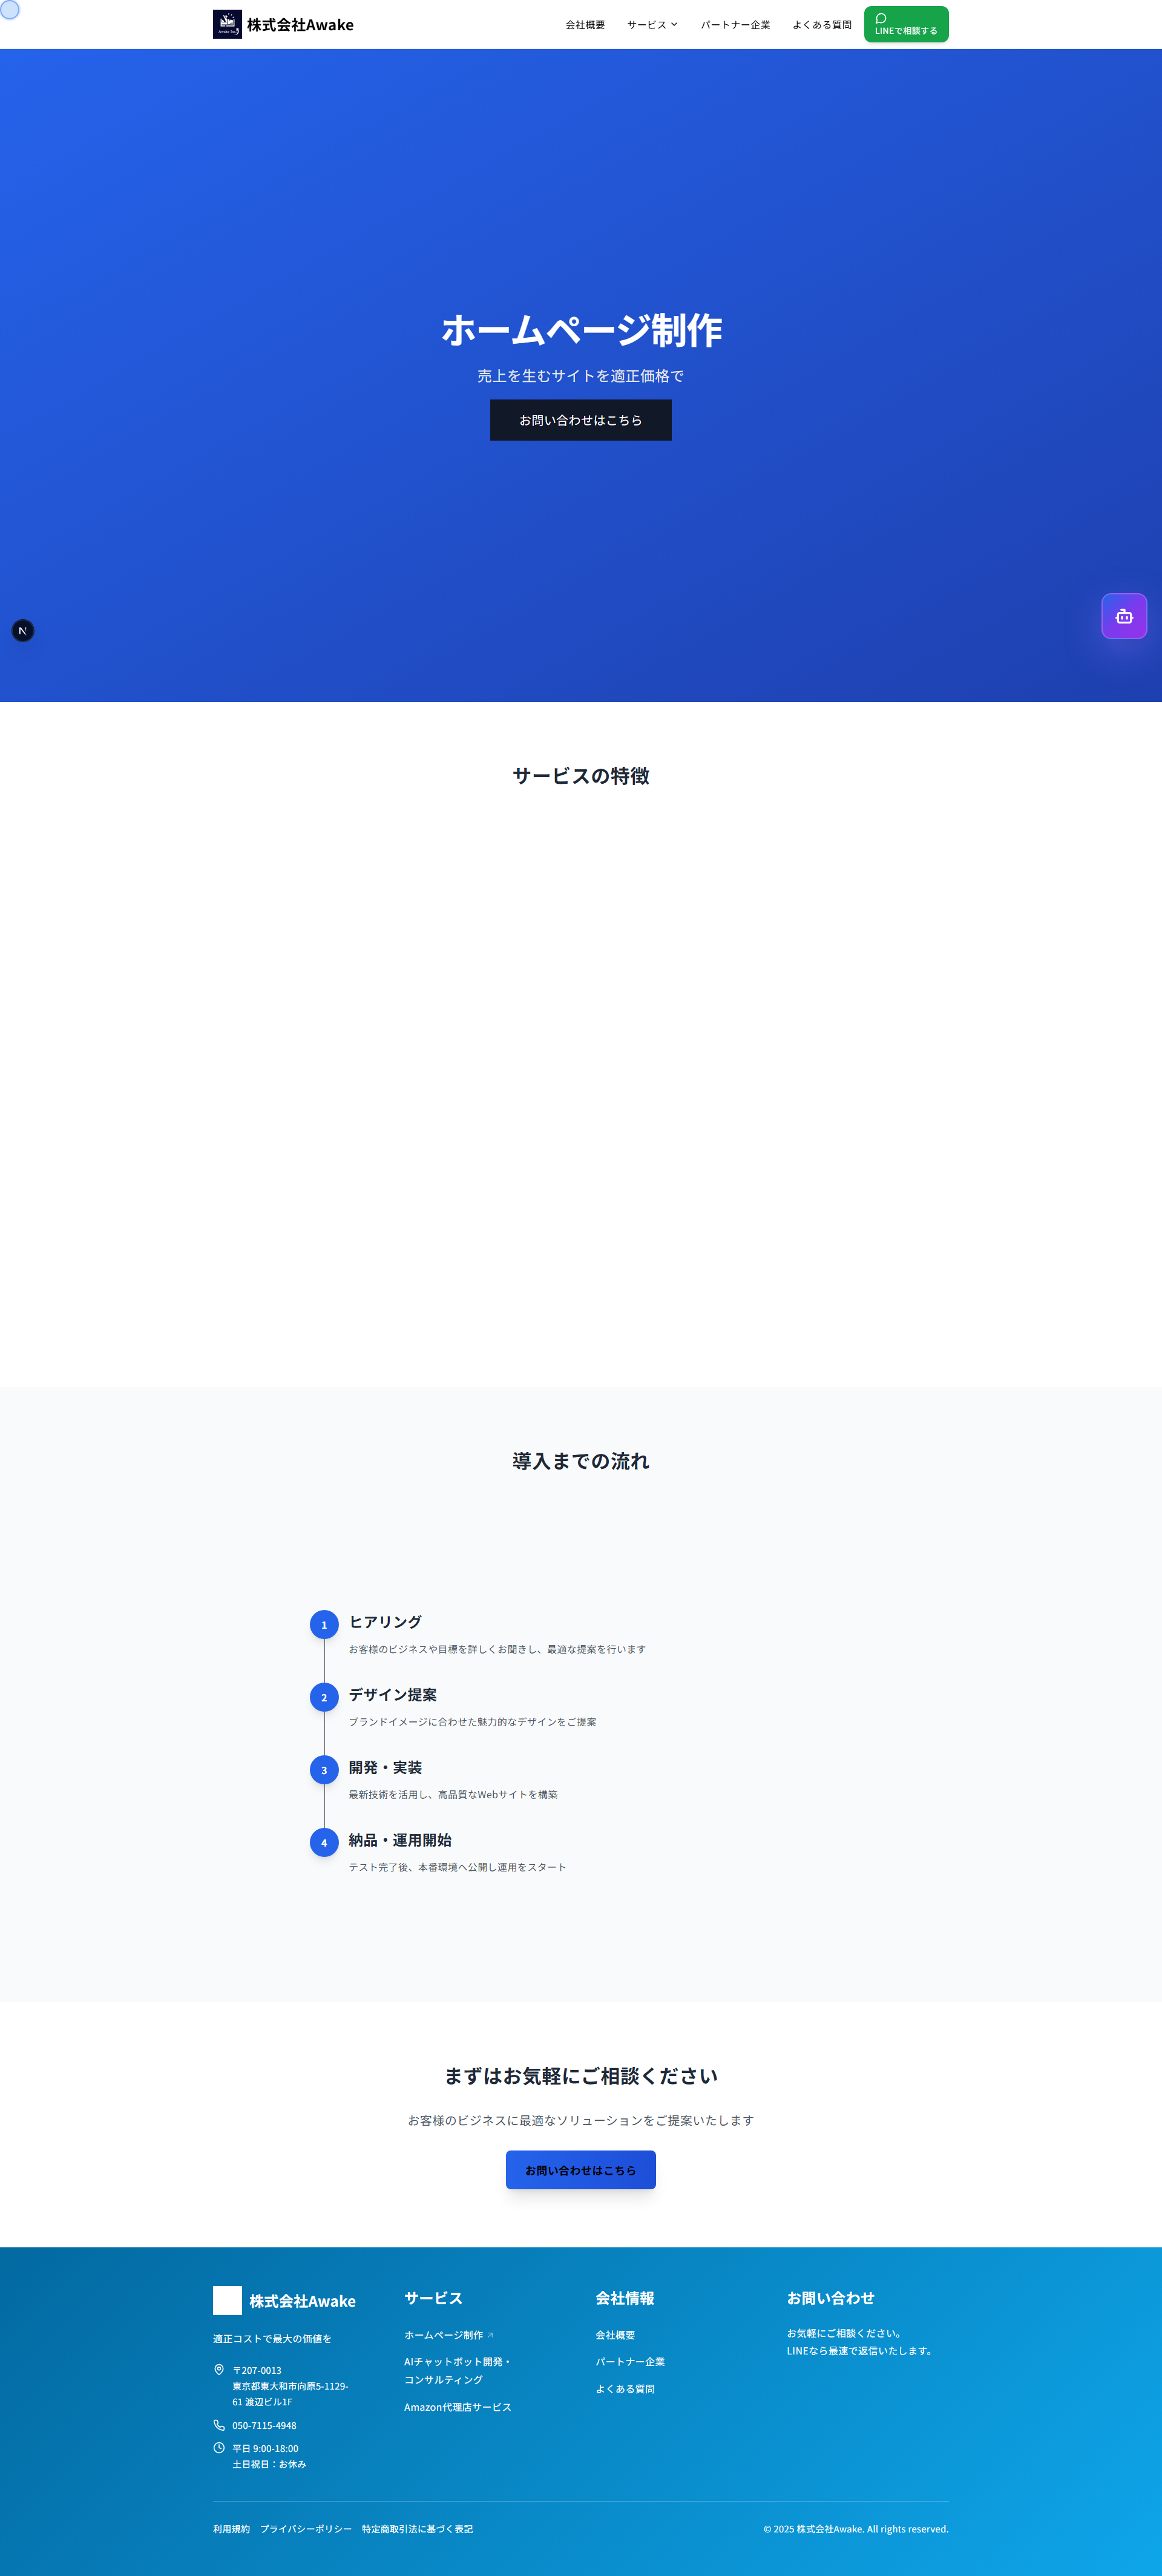 株式会社Awake
会社概要
サービス
パートナー企業
よくある質問
LINEで相談する
ホームページ制作
売上を生むサイトを適正価格で
お問い合わせはこちら
N
サービスの特徴
導入までの流れ
1
ヒアリング
お客様のビジネスや目標を詳しくお聞きし、最適な提案を行います
2
デザイン提案
ブランドイメージに合わせた魅力的なデザインをご提案
3
開発・実装
最新技術を活用し、高品質なWebサイトを構築
4
納品・運用開始
テスト完了後、本番環境へ公開し運用をスタート
まずはお気軽にご相談ください
お客様のビジネスに最適なソリューションをご提案いたします
お問い合わせはこちら
株式会社Awake
適正コストで最大の価値を
〒207-0013
東京都東大和市向原5-1129-
61 渡辺ビル1F
050-7115-4948
平日 9:00-18:00
土日祝日：お休み
サービス
ホームページ制作
AIチャットボット開発・
コンサルティング
Amazon代理店サービス
会社情報
会社概要
パートナー企業
よくある質問
お問い合わせ
お気軽にご相談ください。
LINEなら最速で返信いたします。
利用規約 プライバシーポリシー 特定商取引法に基づく表記
© 2025 株式会社Awake. All rights reserved.